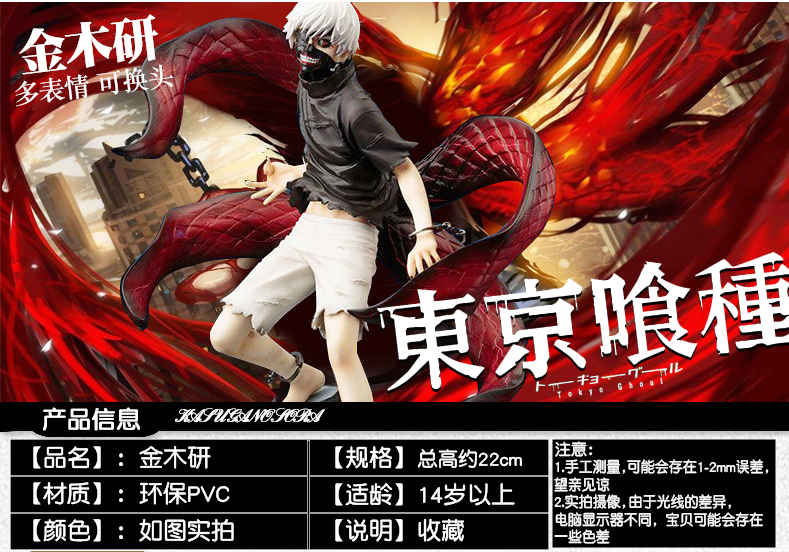 金木研
多表情 可换头
東京喰種
トーキョーグール
Tokyo Ghoul
产品信息
KASUGANOSORA
【品名】：金木研
【规格】总高约22cm
【材质】：环保PVC
【适龄】14岁以上
【颜色】：如图实拍
【说明】收藏
注意：
1.手工测量,可能会存在1-2mm误差,
望亲见谅
2.实拍摄像,由于光线的差异,
电脑显示器不同，宝贝可能会存在
一些色差